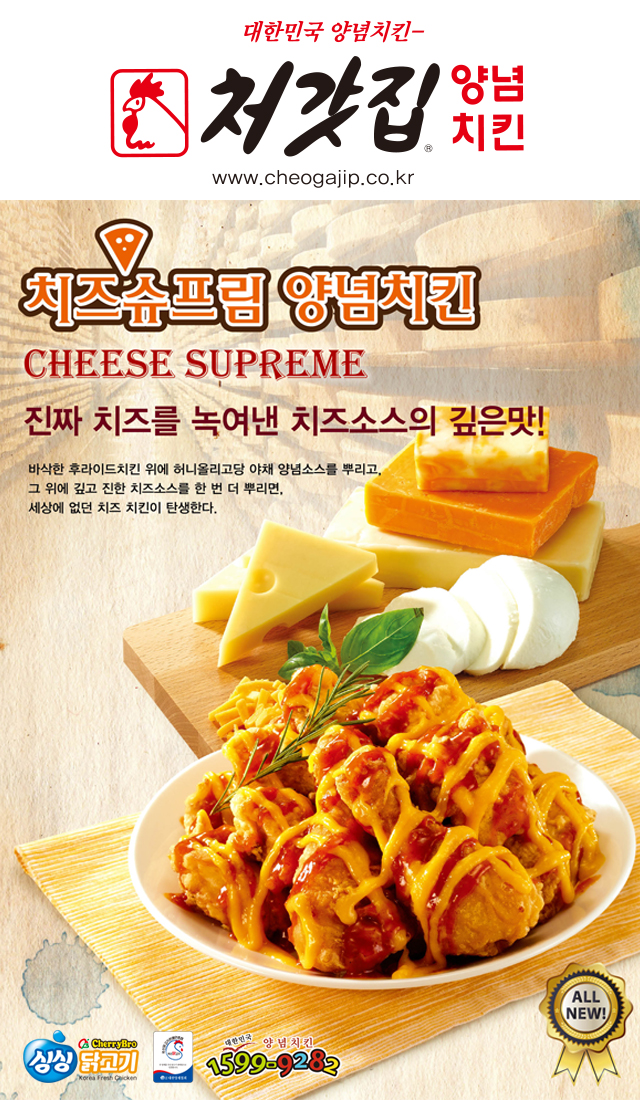 대한민국 양념치킨-
처갓집 양념
치킨
®
www.cheogajip.co.kr
치즈슈프림 양념치킨
CHEESE SUPREME
진짜 치즈를 녹여낸 치즈소스의 깊은맛!
바삭한 후라이드치킨 위에 허니올리고당 야채 양념소스를 뿌리고,
그 위에 깊고 진한 치즈소스를 한 번 더 뿌리면,
세상에 없던 치즈 치킨이 탄생한다.
ALL
NEW!
싱싱 CherryBro
닭고기
Korea Fresh Chicken
대한민국 양념치킨
1599-9282